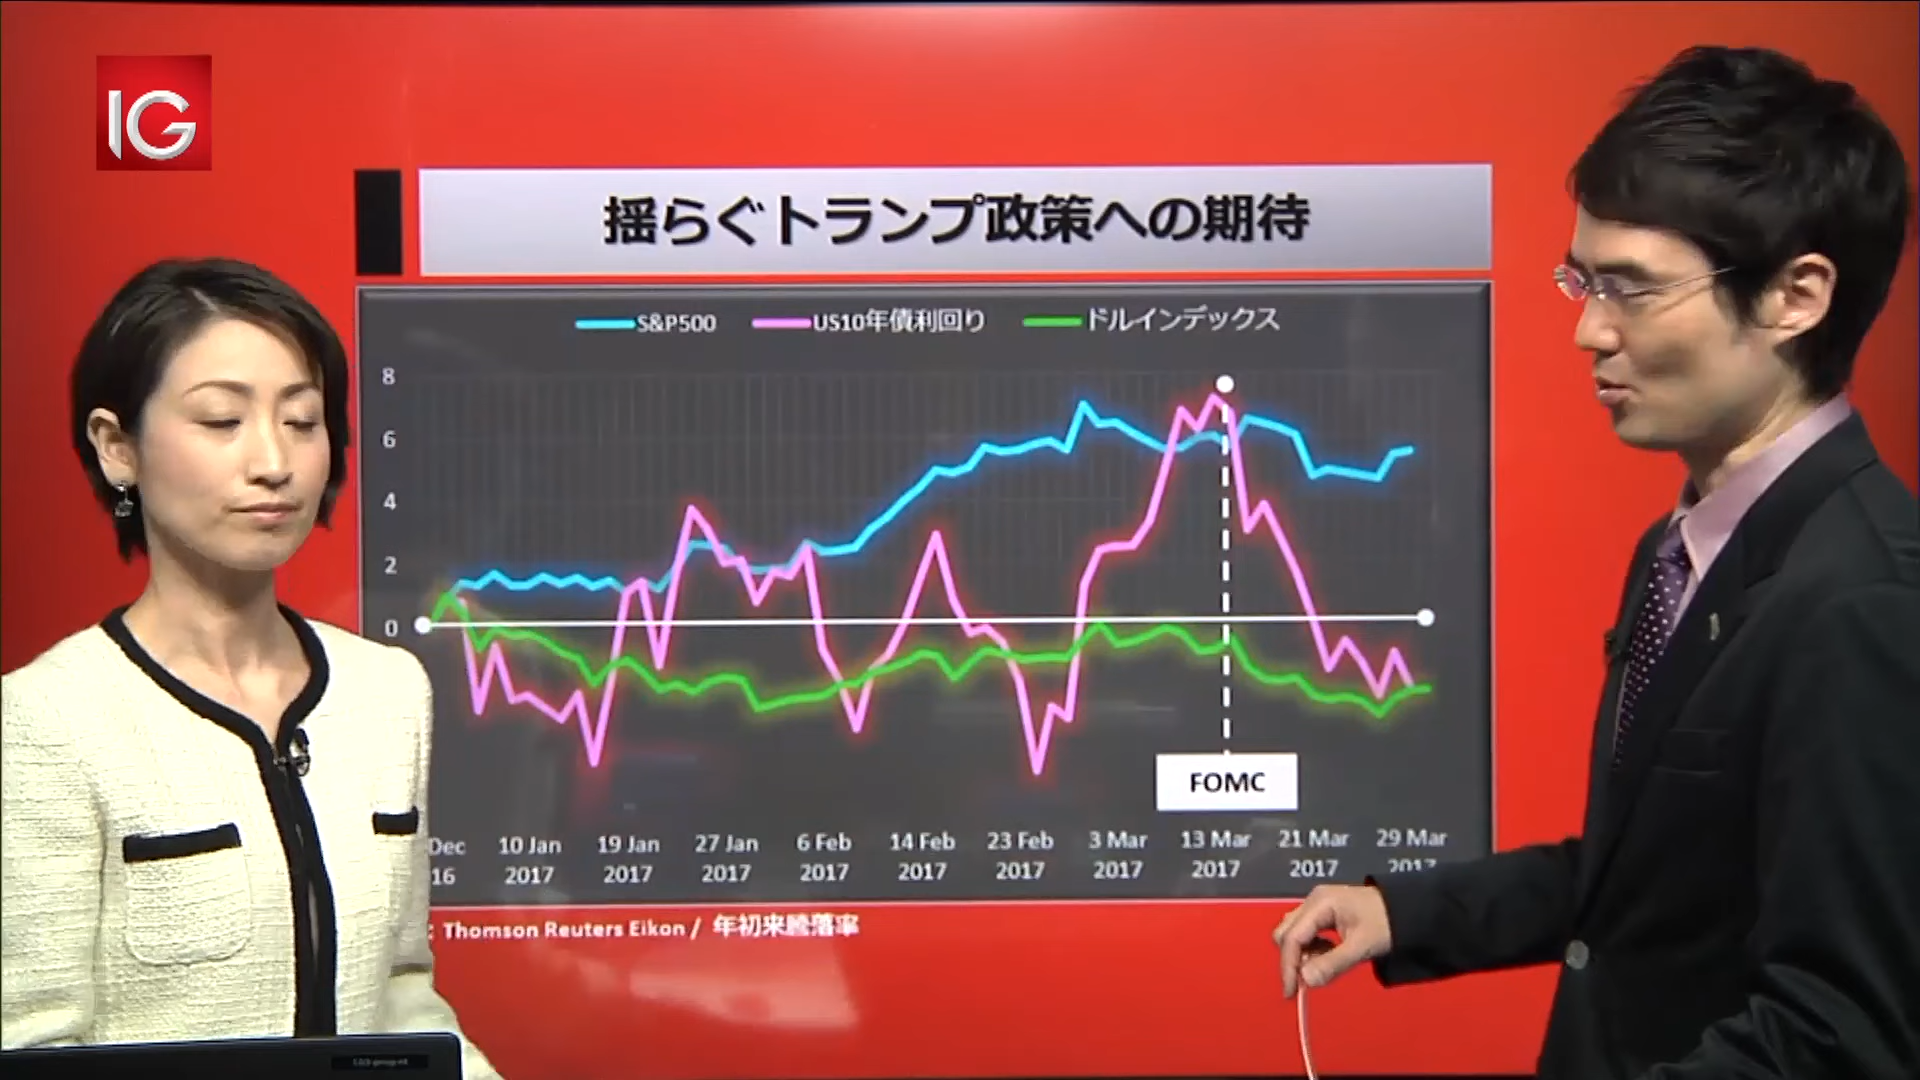 IG
揺らぐトランプ政策への期待
S&P500 US10年債利回り ドルインデックス
8
6
4
2
0
FOMC
Dec 10 Jan 19 Jan 27 Jan 6 Feb 14 Feb 23 Feb 3 Mar 13 Mar 21 Mar 29 Mar
16 2017 2017 2017 2017 2017 2017 2017 2017 2017 2017
: Thomson Reuters Eikon / 年初来騰落率